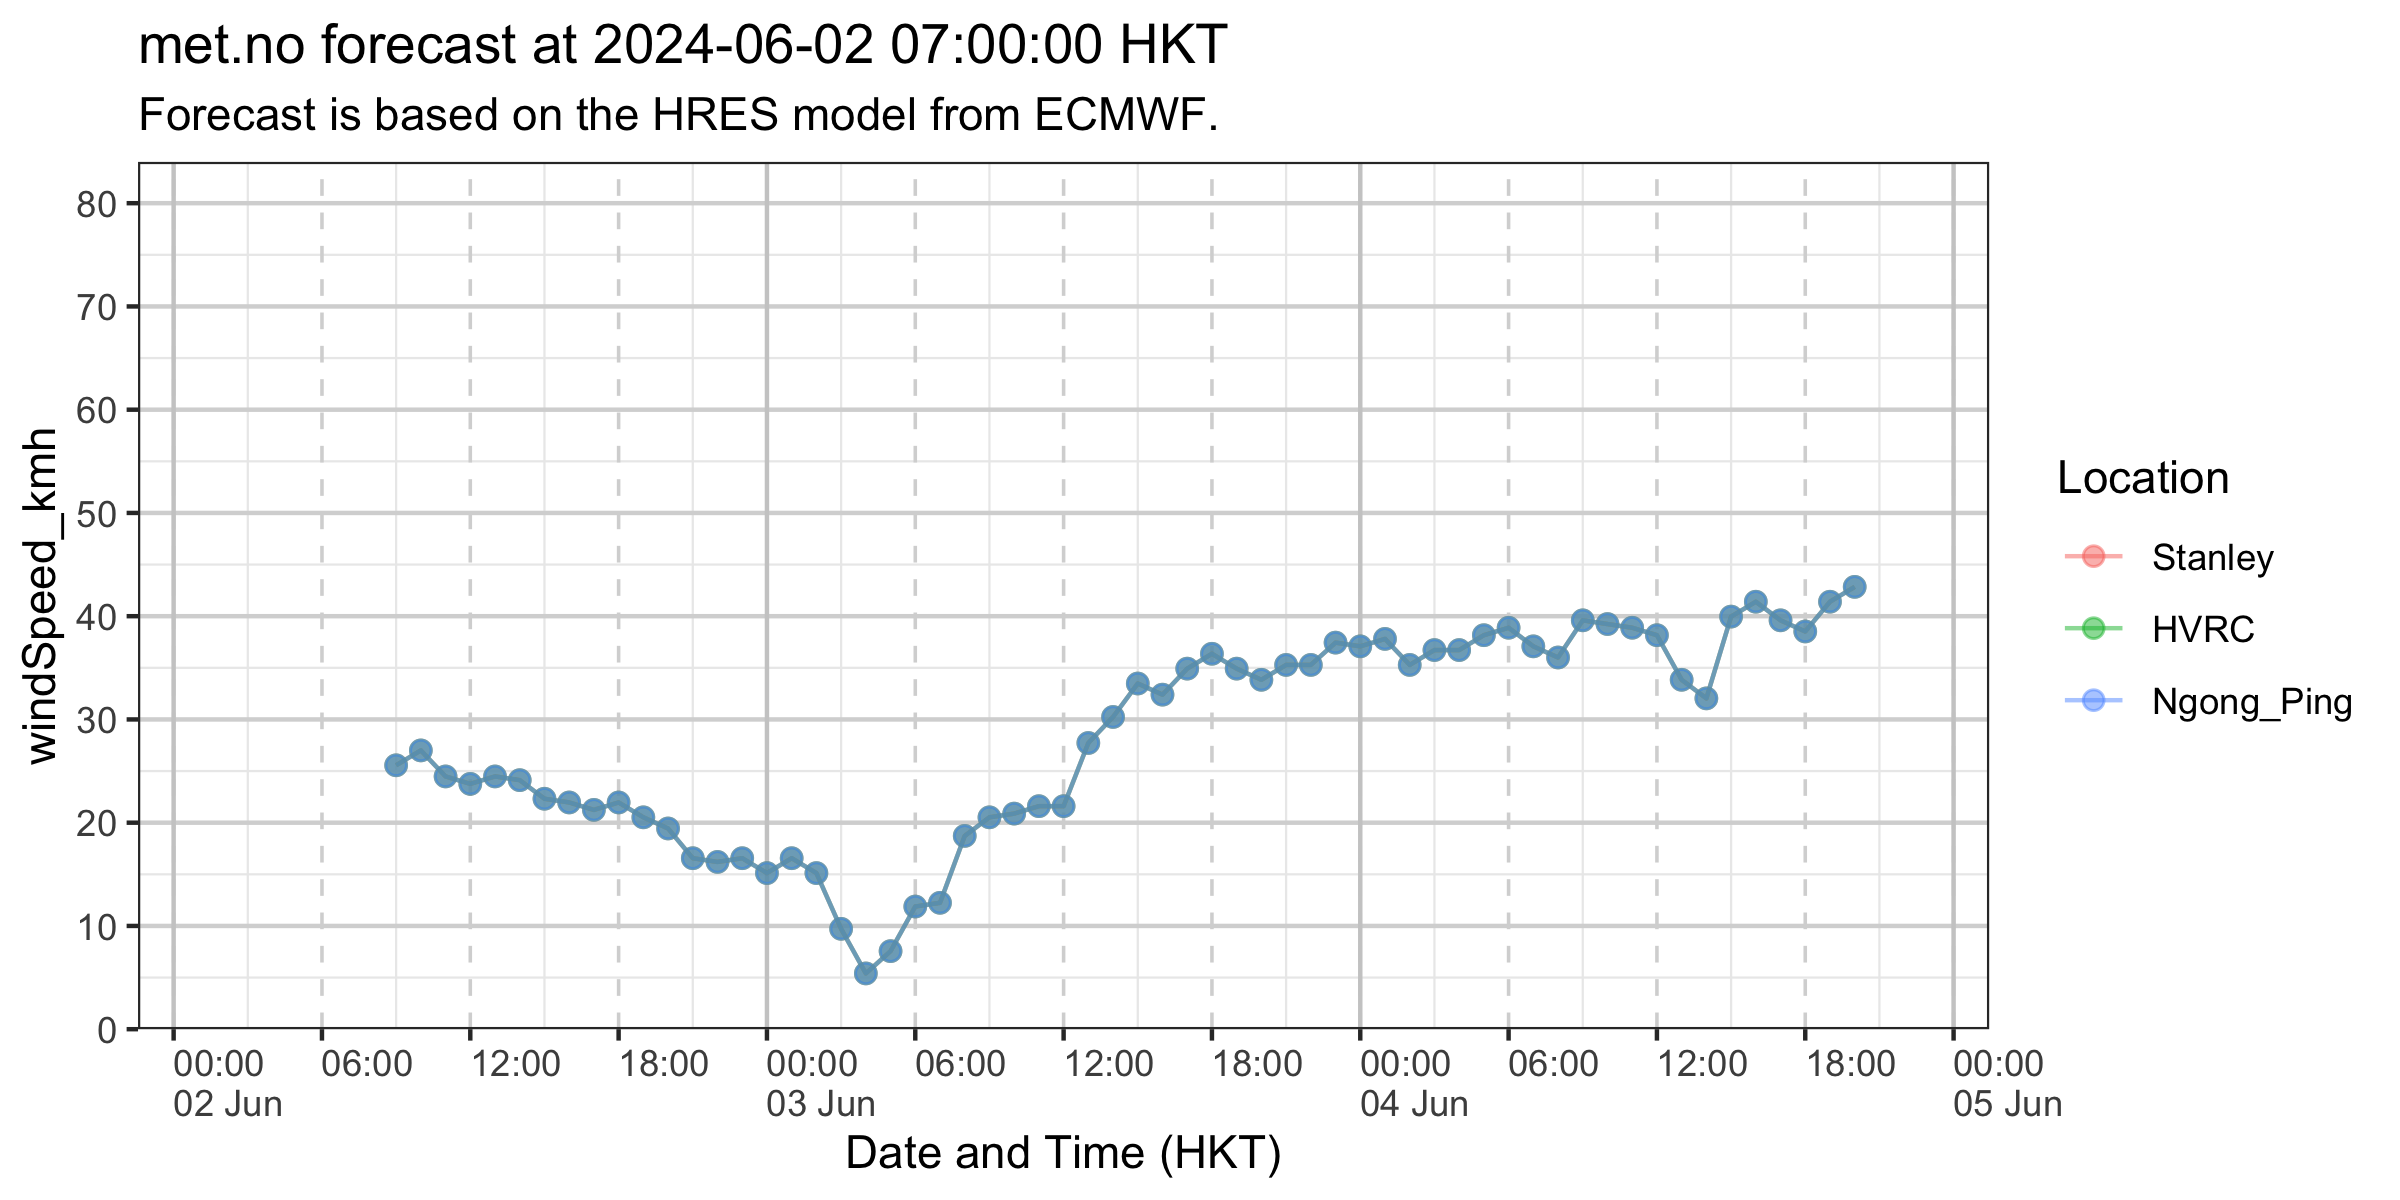 met.no forecast at 2024-06-02 07:00:00 HKT
Forecast is based on the HRES model from ECMWF.
windSpeed_kmh
80
70
60
50
40
30
20
10
0
00:00 06:00 12:00 18:00 00:00 06:00 12:00 18:00 00:00 06:00 12:00 18:00 00:00
02 Jun 03 Jun 04 Jun 05 Jun
Date and Time (HKT)
Location
Stanley
HVRC
Ngong_Ping